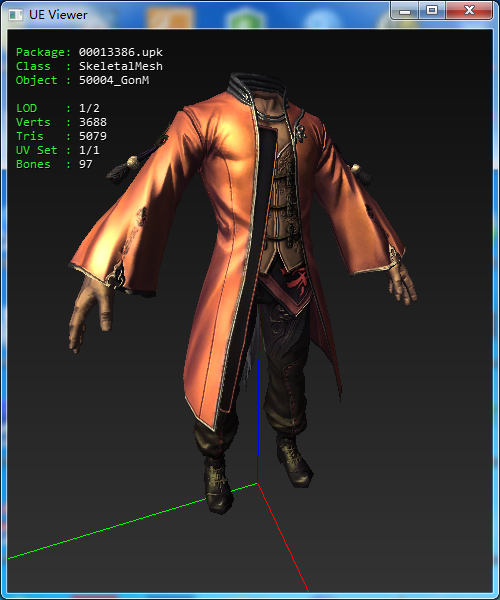 UE Viewer
Package: 00013386.upk
Class : SkeletalMesh
Object : 50004_GonM
LOD : 1/2
Verts : 3688
Tris : 5079
UV Set : 1/1
Bones : 97